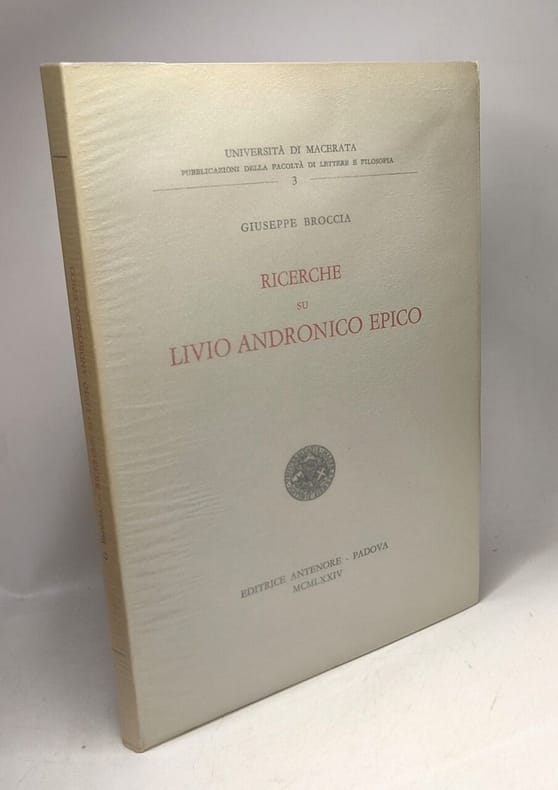 UNIVERSITÀ DI MACERATA
PUBBLICAZIONI DELLA FACOLTÀ DI LETTERE E FILOSOFIA
3
GIUSEPPE BROCCIA
RICERCHE
SU
LIVIO ANDRONICO EPICO
EDITRICE ANTENORE - PADOVA
MCMLXXIV